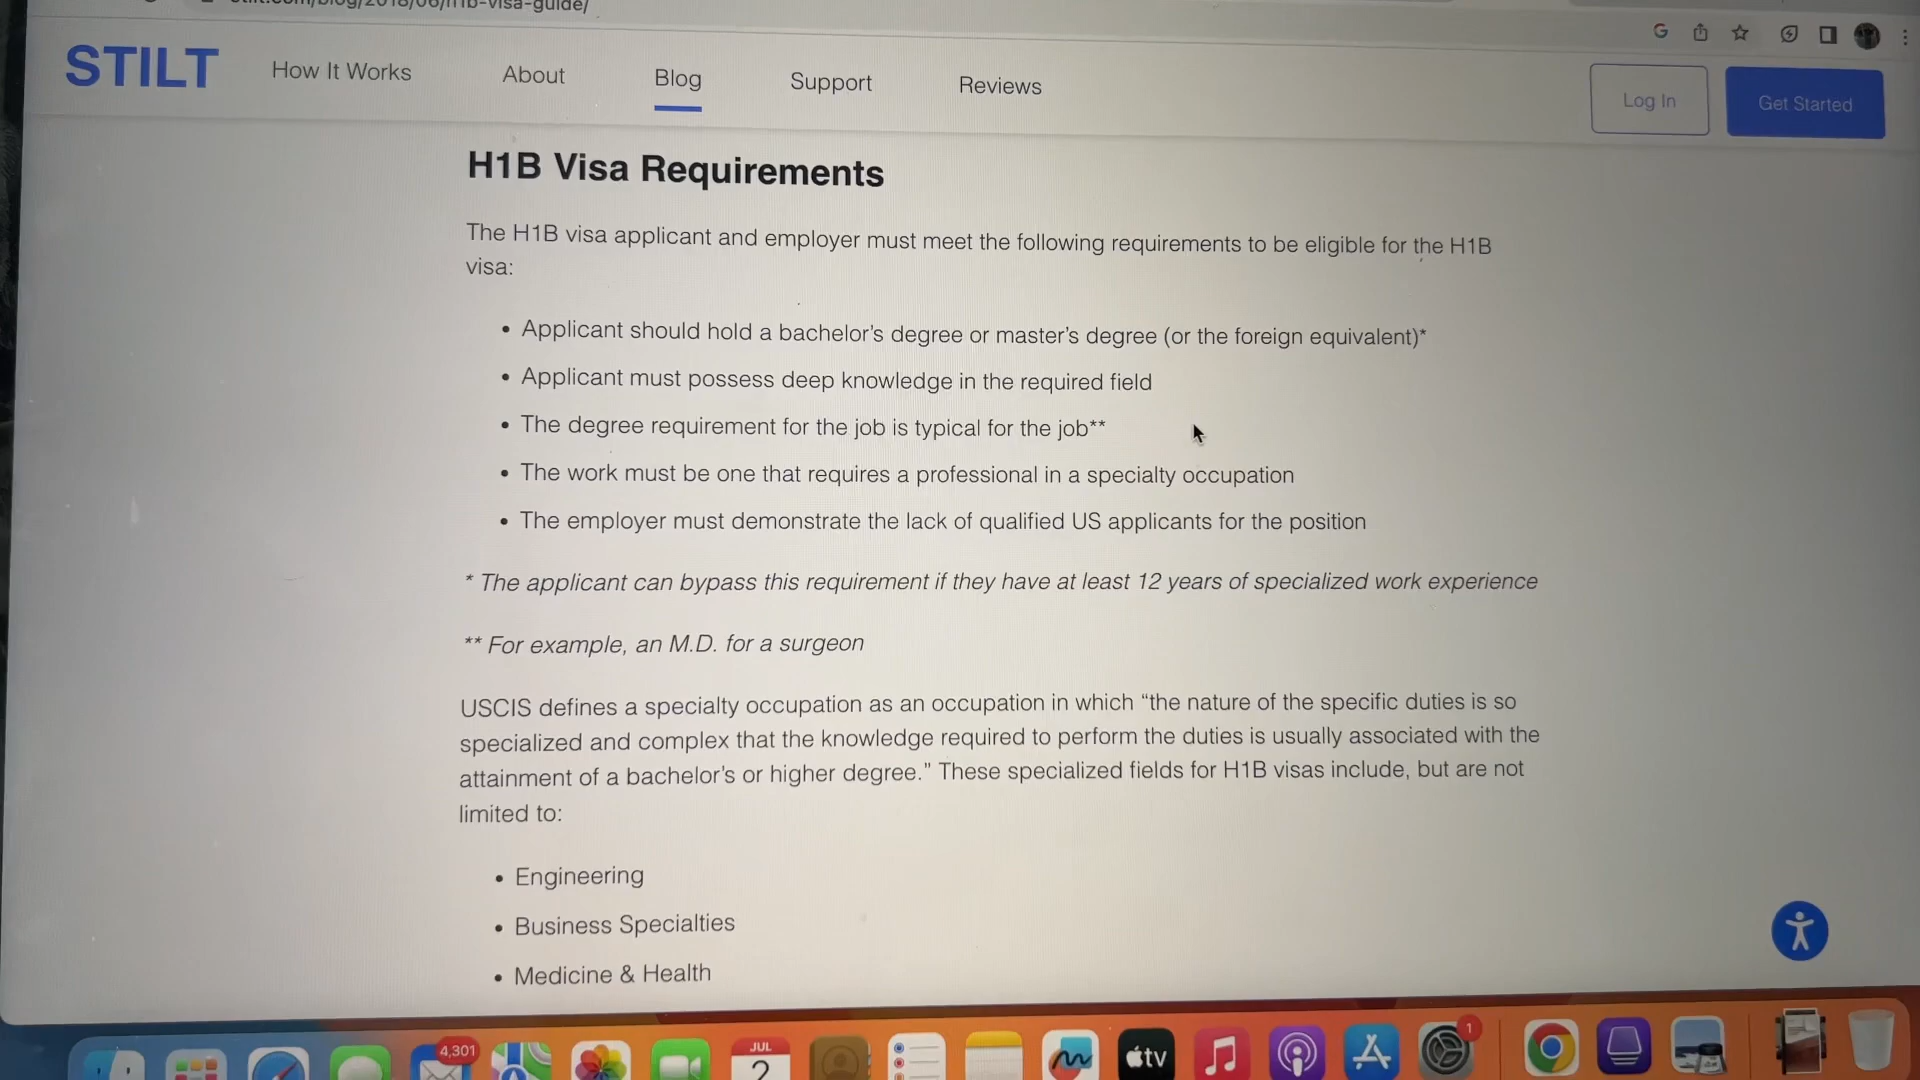 stilt.com/blog/2018/06/h1b-visa-guide/
STILT How It Works About Blog Support Reviews Log In Get Started
H1B Visa Requirements
The H1B visa applicant and employer must meet the following requirements to be eligible for the H1B
visa:
• Applicant should hold a bachelor's degree or master's degree (or the foreign equivalent)*
• Applicant must possess deep knowledge in the required field
• The degree requirement for the job is typical for the job**
• The work must be one that requires a professional in a specialty occupation
• The employer must demonstrate the lack of qualified US applicants for the position
* The applicant can bypass this requirement if they have at least 12 years of specialized work experience
** For example, an M.D. for a surgeon
USCIS defines a specialty occupation as an occupation in which “the nature of the specific duties is so
specialized and complex that the knowledge required to perform the duties is usually associated with the
attainment of a bachelor's or higher degree.” These specialized fields for H1B visas include, but are not
limited to:
• Engineering
• Business Specialties
• Medicine & Health
4,301 JUL 2 tv 1